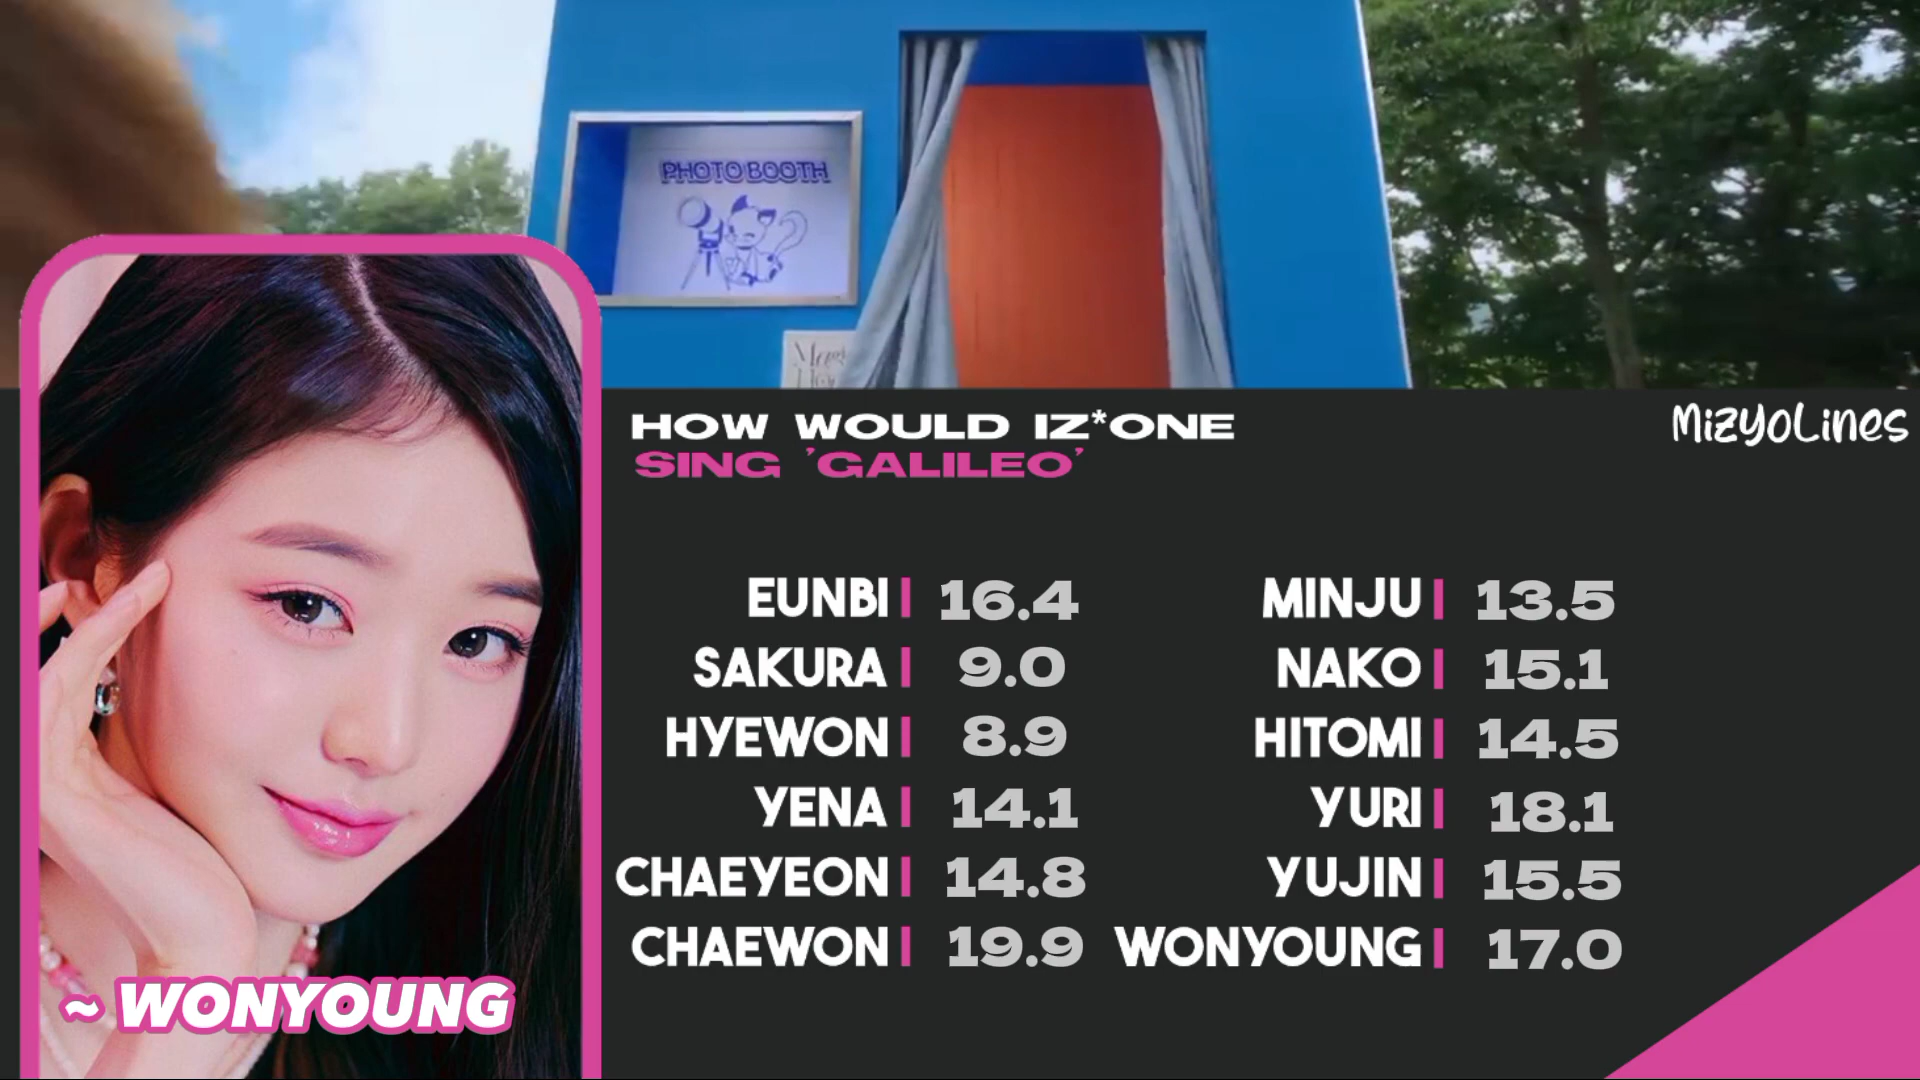 PHOTO BOOTH
HOW WOULD IZ*ONE
SING 'GALILEO'
MizyoLines
EUNBI | 16.4
SAKURA | 9.0
HYEWON | 8.9
YENA | 14.1
CHAEYEON | 14.8
CHAEWON | 19.9
MINJU | 13.5
NAKO | 15.1
HITOMI | 14.5
YURI | 18.1
YUJIN | 15.5
WONYOUNG | 17.0
~ WONYOUNG